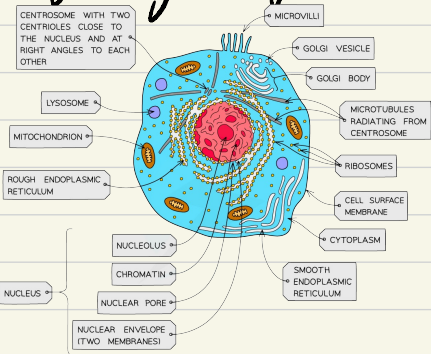 CENTROSOME WITH TWO
CENTRIOLES CLOSE TO
THE NUCLEUS AND AT
RIGHT ANGLES TO EACH
OTHER
MICROVILLI
GOLGI VESICLE
GOLGI BODY
LYSOSOME
MICROTUBULES
RADIATING FROM
CENTROSOME
MITOCHONDRION
RIBOSOMES
ROUGH ENDOPLASMIC
RETICULUM
CELL SURFACE
MEMBRANE
CYTOPLASM
NUCLEOLUS
CHROMATIN
SMOOTH
ENDOPLASMIC
RETICULUM
NUCLEUS
NUCLEAR PORE
NUCLEAR ENVELOPE
(TWO MEMBRANES)